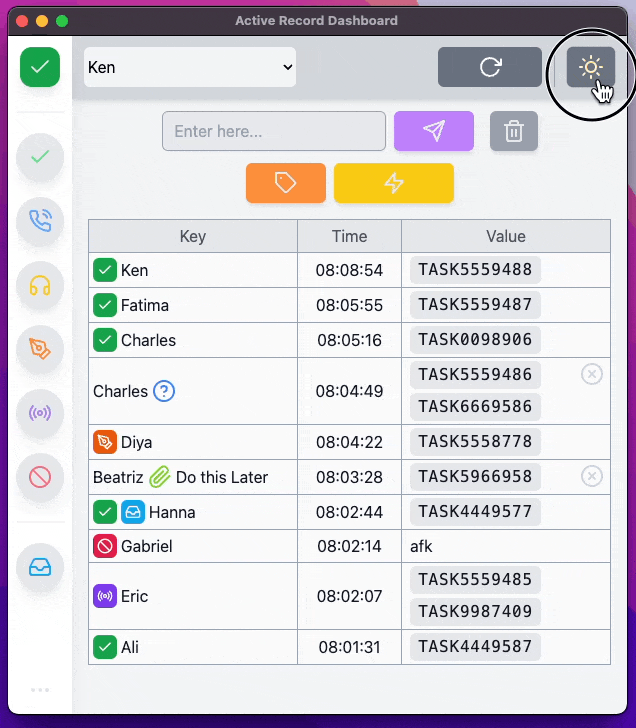 Active Record Dashboard
Ken
Enter here...
Key Time Value
Ken 08:08:54 TASK5559488
Fatima 08:05:55 TASK5559487
Charles 08:05:16 TASK0098906
Charles 08:04:49 TASK5559486
TASK6669586
Diya 08:04:22 TASK5558778
Beatriz Do this Later 08:03:28 TASK5966958
Hanna 08:02:44 TASK4449577
Gabriel 08:02:14 afk
Eric 08:02:07 TASK5559485
TASK9987409
Ali 08:01:31 TASK4449587